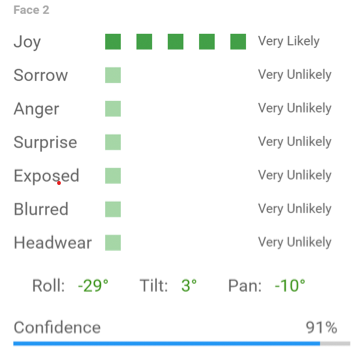 Face 2
Joy Very Likely
Sorrow Very Unlikely
Anger Very Unlikely
Surprise Very Unlikely
Exposed Very Unlikely
Blurred Very Unlikely
Headwear Very Unlikely
Roll: -29° Tilt: 3° Pan: -10°
Confidence 91%